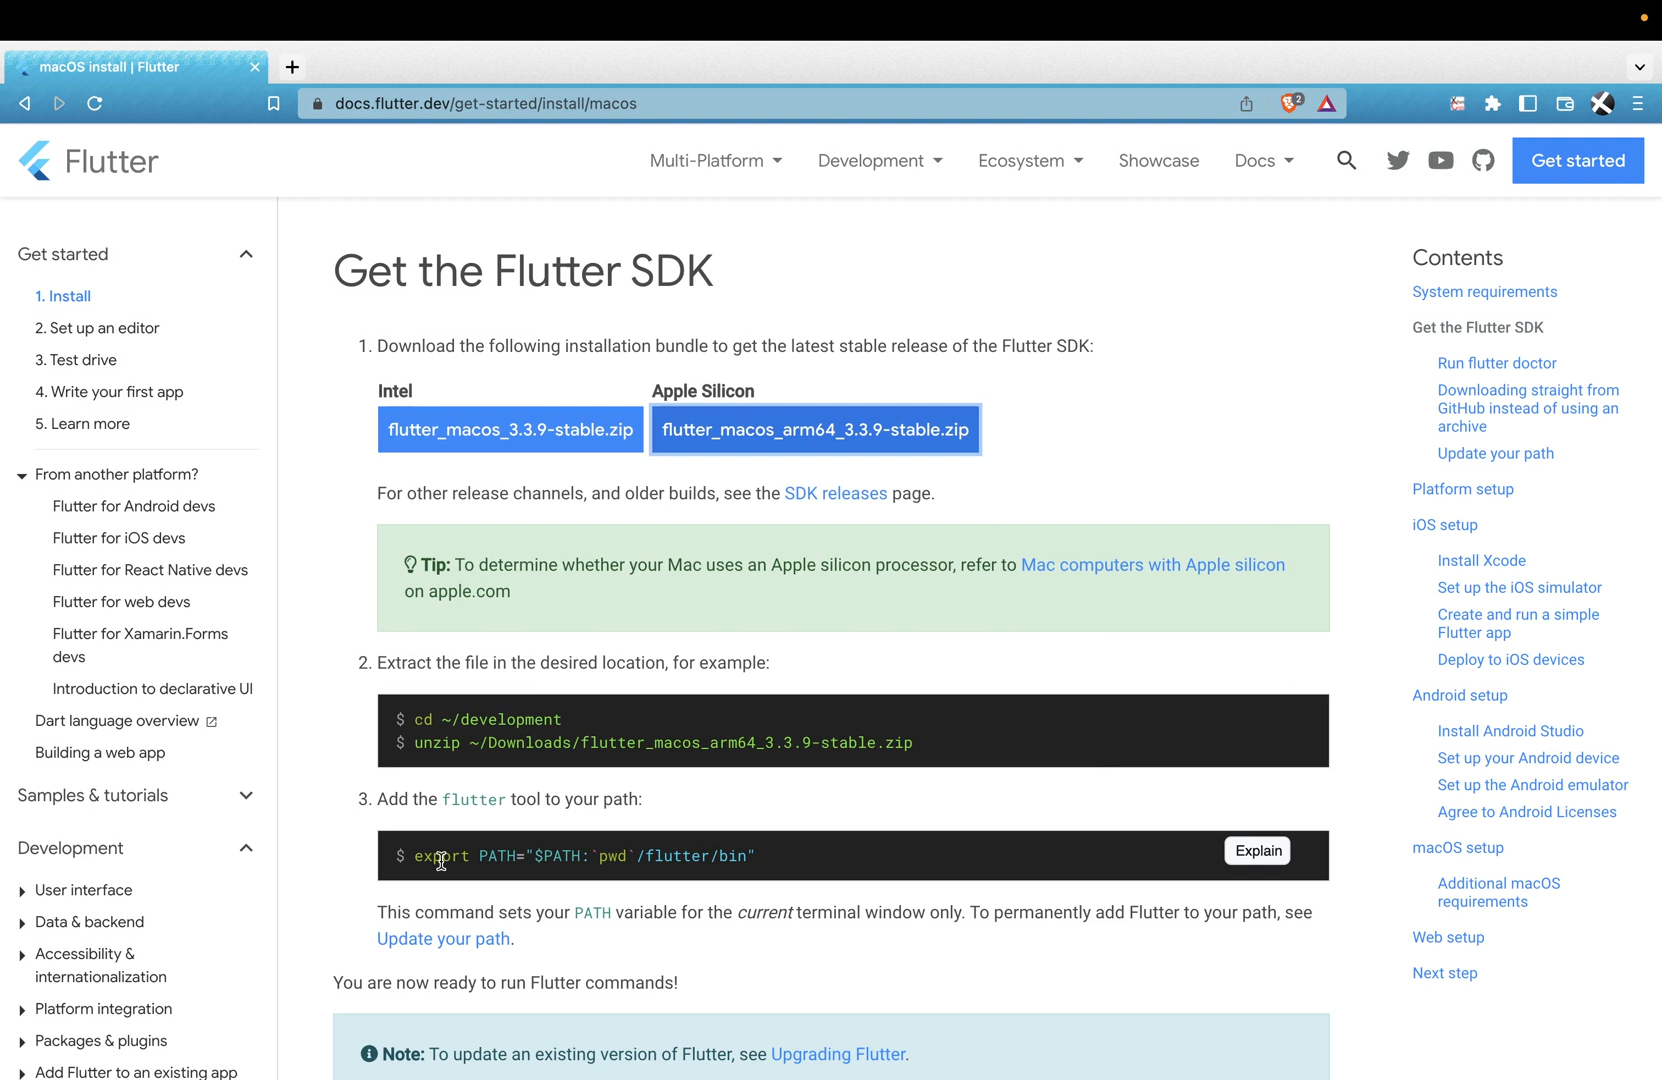 macOS install | Flutter
docs.flutter.dev/get-started/install/macos
2
Flutter
Multi-Platform
Development
Ecosystem
Showcase
Docs
Get started
Get started
1. Install
2. Set up an editor
3. Test drive
4. Write your first app
5. Learn more
From another platform?
Flutter for Android devs
Flutter for iOS devs
Flutter for React Native devs
Flutter for web devs
Flutter for Xamarin.Forms
devs
Introduction to declarative UI
Dart language overview
Building a web app
Samples & tutorials
Development
User interface
Data & backend
Accessibility &
internationalization
Platform integration
Packages & plugins
Add Flutter to an existing app
Get the Flutter SDK
1. Download the following installation bundle to get the latest stable release of the Flutter SDK:
Intel
Apple Silicon
flutter_macos_3.3.9-stable.zip
flutter_macos_arm64_3.3.9-stable.zip
For other release channels, and older builds, see the SDK releases page.
Tip: To determine whether your Mac uses an Apple silicon processor, refer to Mac computers with Apple silicon
on apple.com
2. Extract the file in the desired location, for example:
$ cd ~/development
$ unzip ~/Downloads/flutter_macos_arm64_3.3.9-stable.zip
3. Add the flutter tool to your path:
$ export PATH="$PATH:`pwd`/flutter/bin"
Explain
This command sets your PATH variable for the current terminal window only. To permanently add Flutter to your path, see
Update your path.
You are now ready to run Flutter commands!
Note: To update an existing version of Flutter, see Upgrading Flutter.
Contents
System requirements
Get the Flutter SDK
Run flutter doctor
Downloading straight from
GitHub instead of using an
archive
Update your path
Platform setup
iOS setup
Install Xcode
Set up the iOS simulator
Create and run a simple
Flutter app
Deploy to iOS devices
Android setup
Install Android Studio
Set up your Android device
Set up the Android emulator
Agree to Android Licenses
macOS setup
Additional macOS
requirements
Web setup
Next step